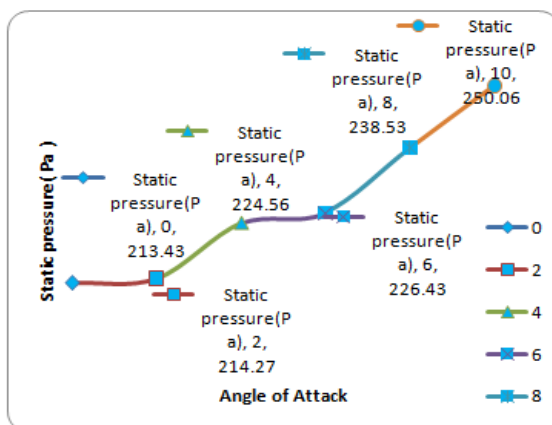 Static pressure( Pa )
Static
pressure(P
a), 0,
213.43
Static
pressure(P
a), 2,
214.27
Static
pressure(P
a), 4,
224.56
Static
pressure(P
a), 6,
226.43
Static
pressure(P
a), 8,
238.53
Static
pressure(P
a), 10,
250.06
Angle of Attack
0
2
4
6
8